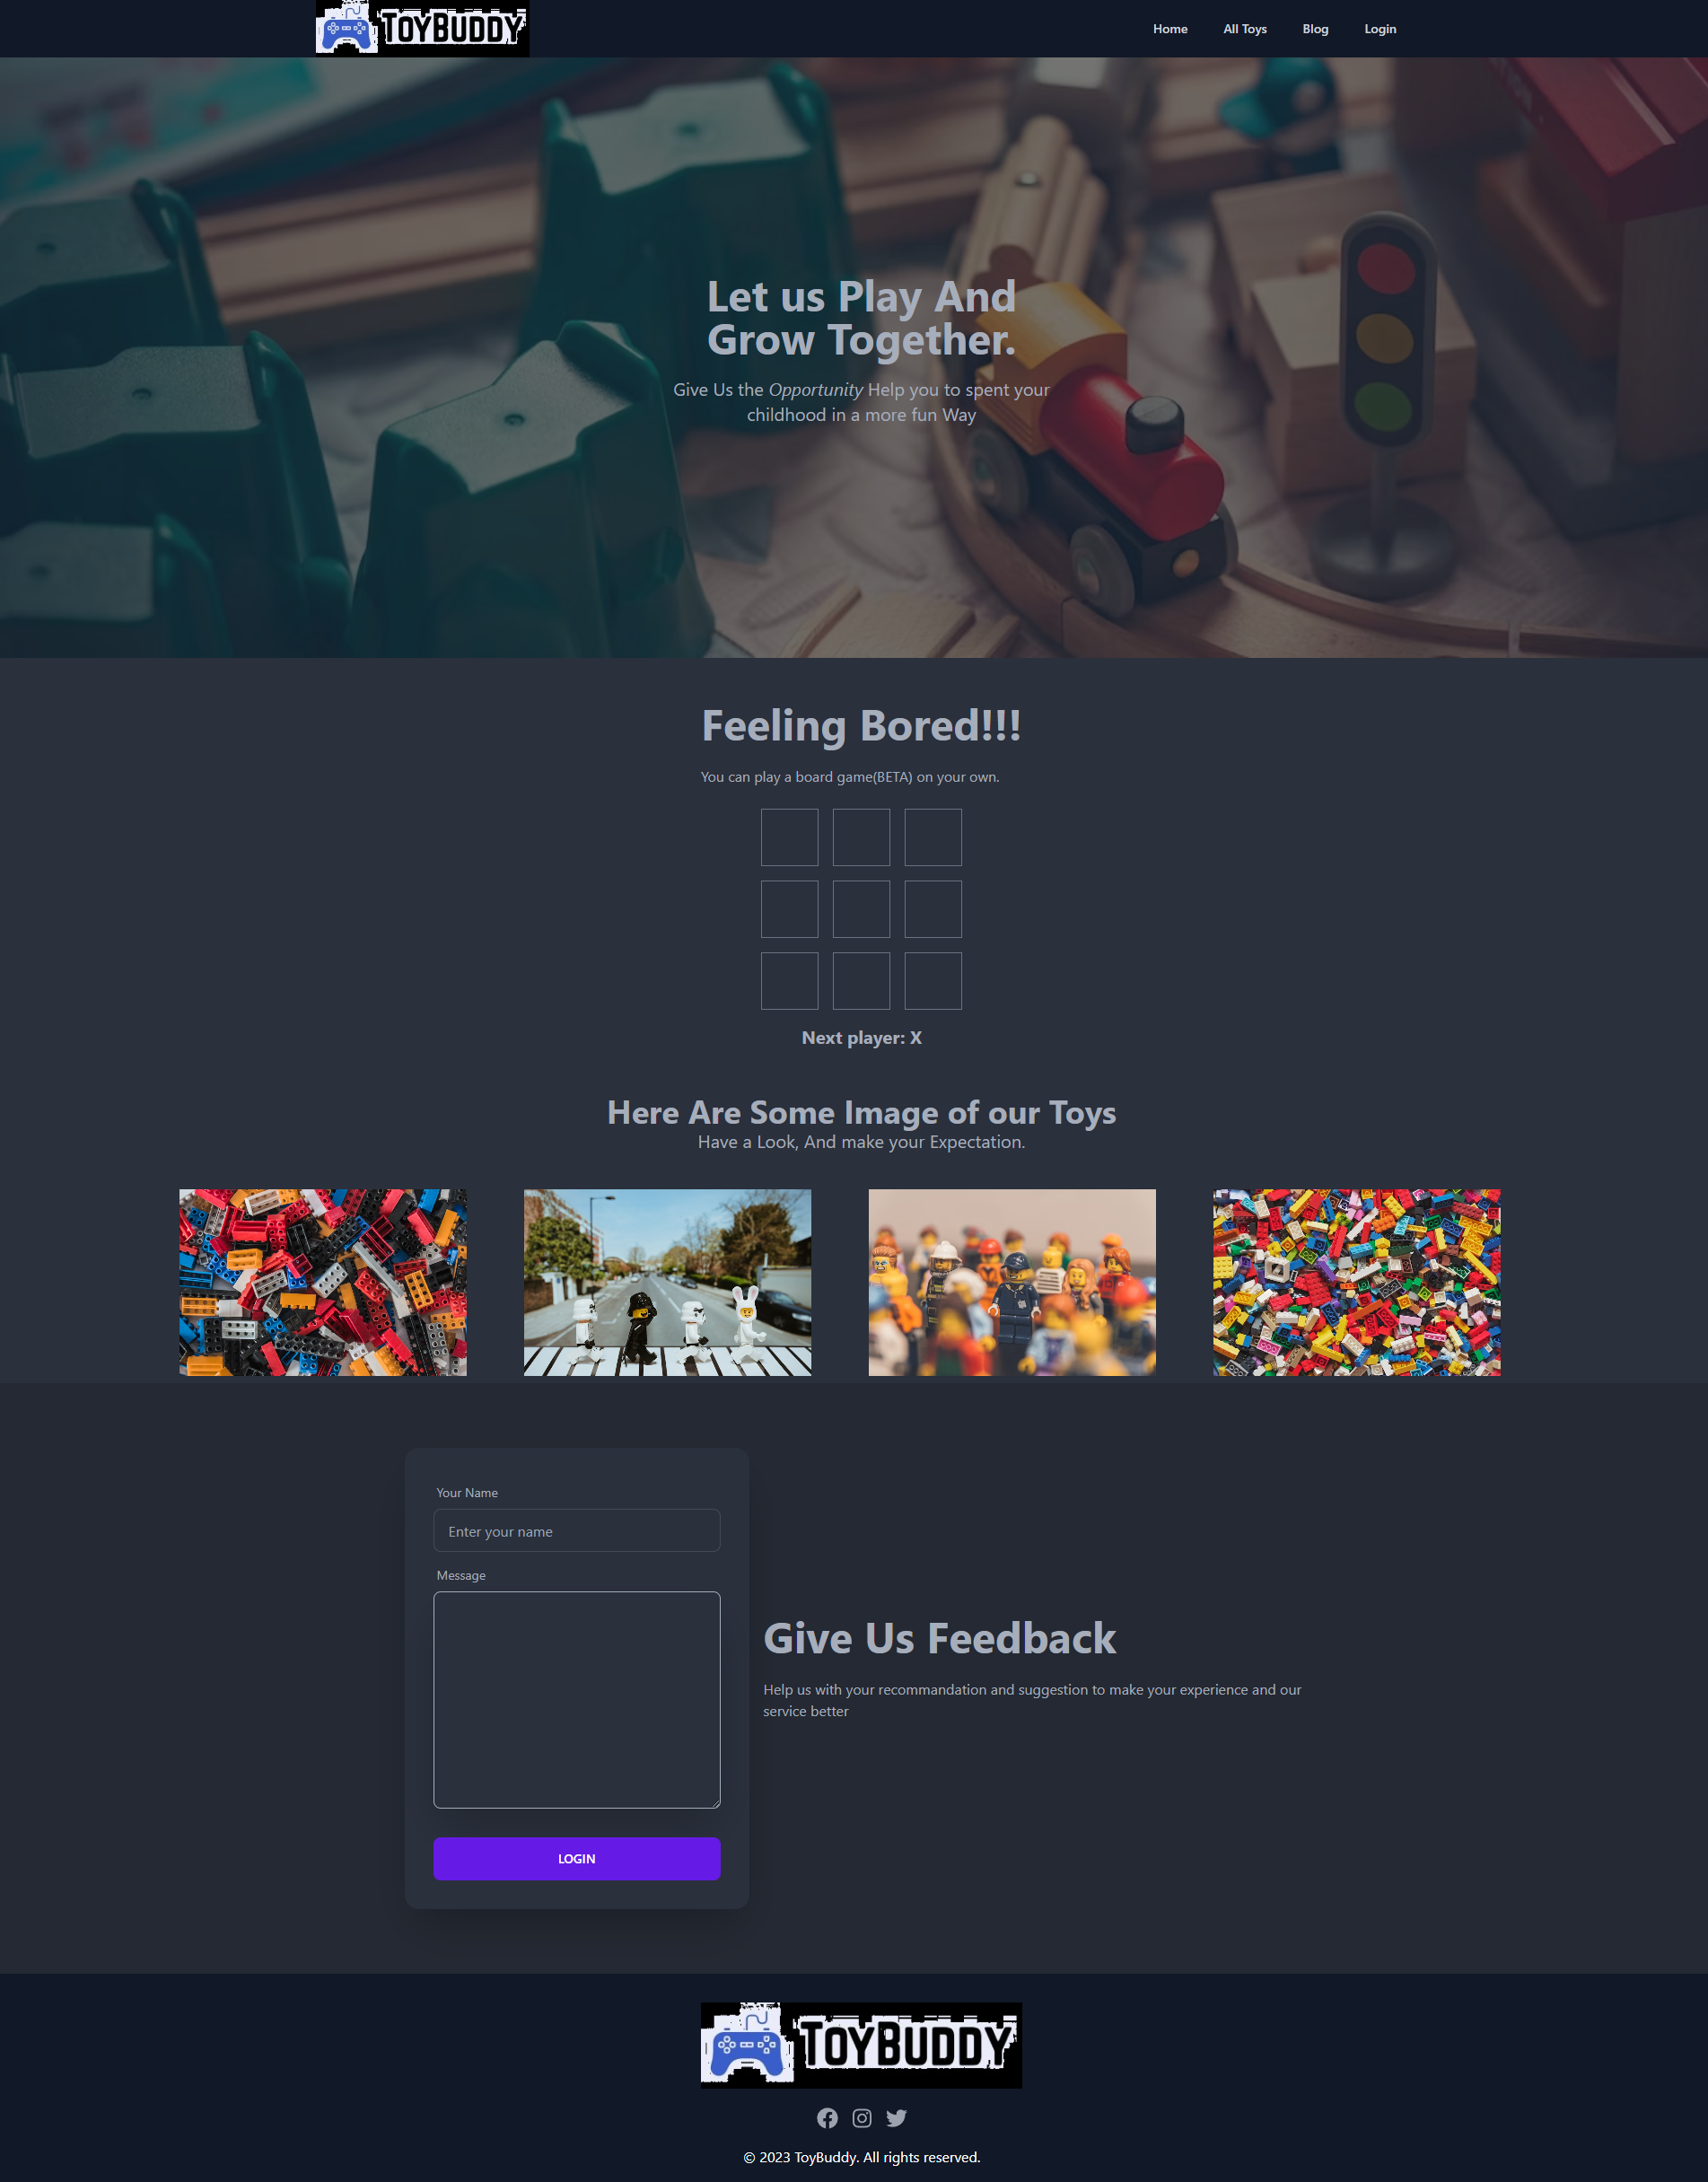 ToyBuddy
Home
All Toys
Blog
Login
Let us Play And
Grow Together.
Give Us the Opportunity Help you to spent your
childhood in a more fun Way
Feeling Bored!!!
You can play a board game(BETA) on your own.
Next player: X
Here Are Some Image of our Toys
Have a Look, And make your Expectation.
Your Name
Enter your name
Message
LOGIN
Give Us Feedback
Help us with your recommandation and suggestion to make your experience and our
service better
ToyBuddy
© 2023 ToyBuddy. All rights reserved.